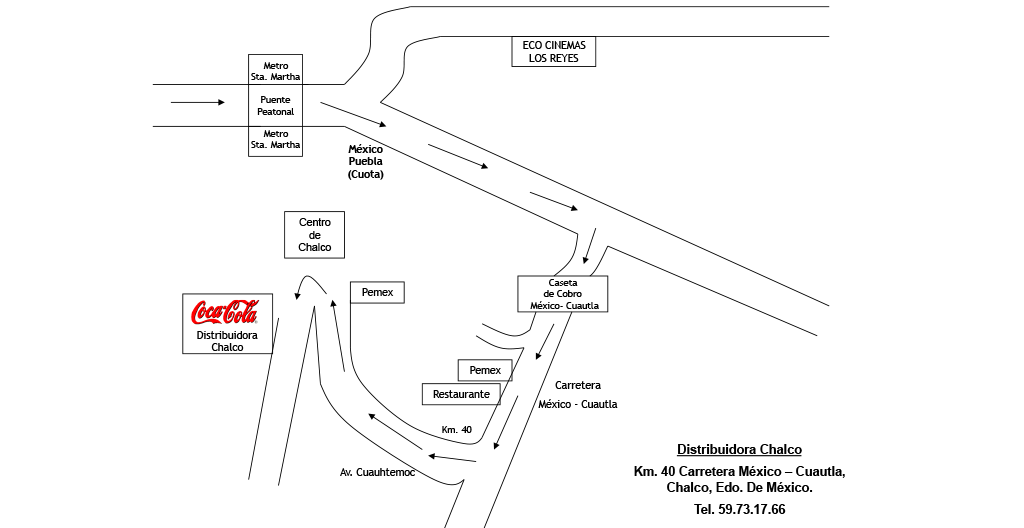 ECO CINEMAS
LOS REYES
Metro
Sta. Martha
Puente
Peatonal
Metro
Sta. Martha
México
Puebla
(Cuota)
Centro
de
Chalco
Caseta
de Cobro
México- Cuautla
Pemex
Coca-Cola
Distribuidora
Chalco
Pemex
Restaurante
Carretera
México - Cuautla
Km. 40
Av. Cuauhtemoc
Distribuidora Chalco
Km. 40 Carretera México – Cuautla,
Chalco, Edo. De México.
Tel. 59.73.17.66